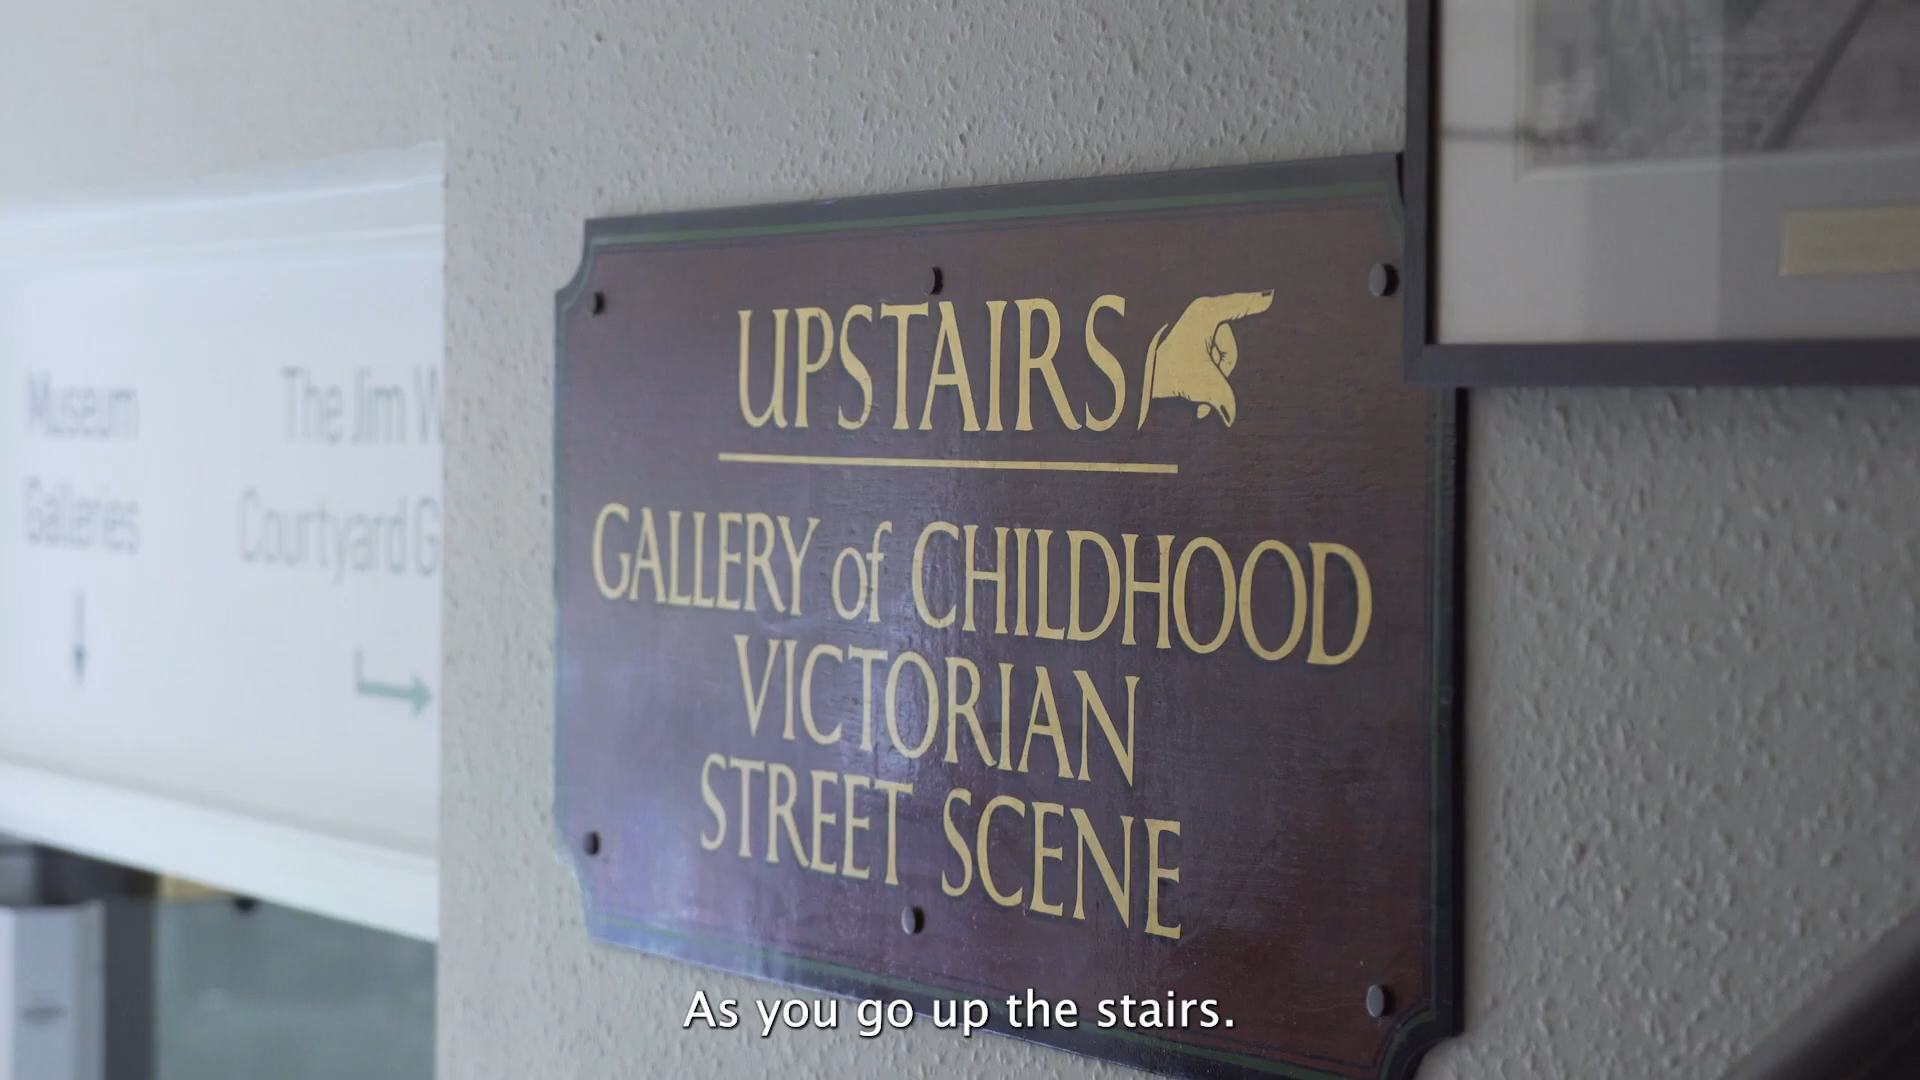 Museum
Galleries
The Jim
Courtyard
UPSTAIRS
GALLERY of CHILDHOOD
VICTORIAN
STREET SCENE
As you go up the stairs.